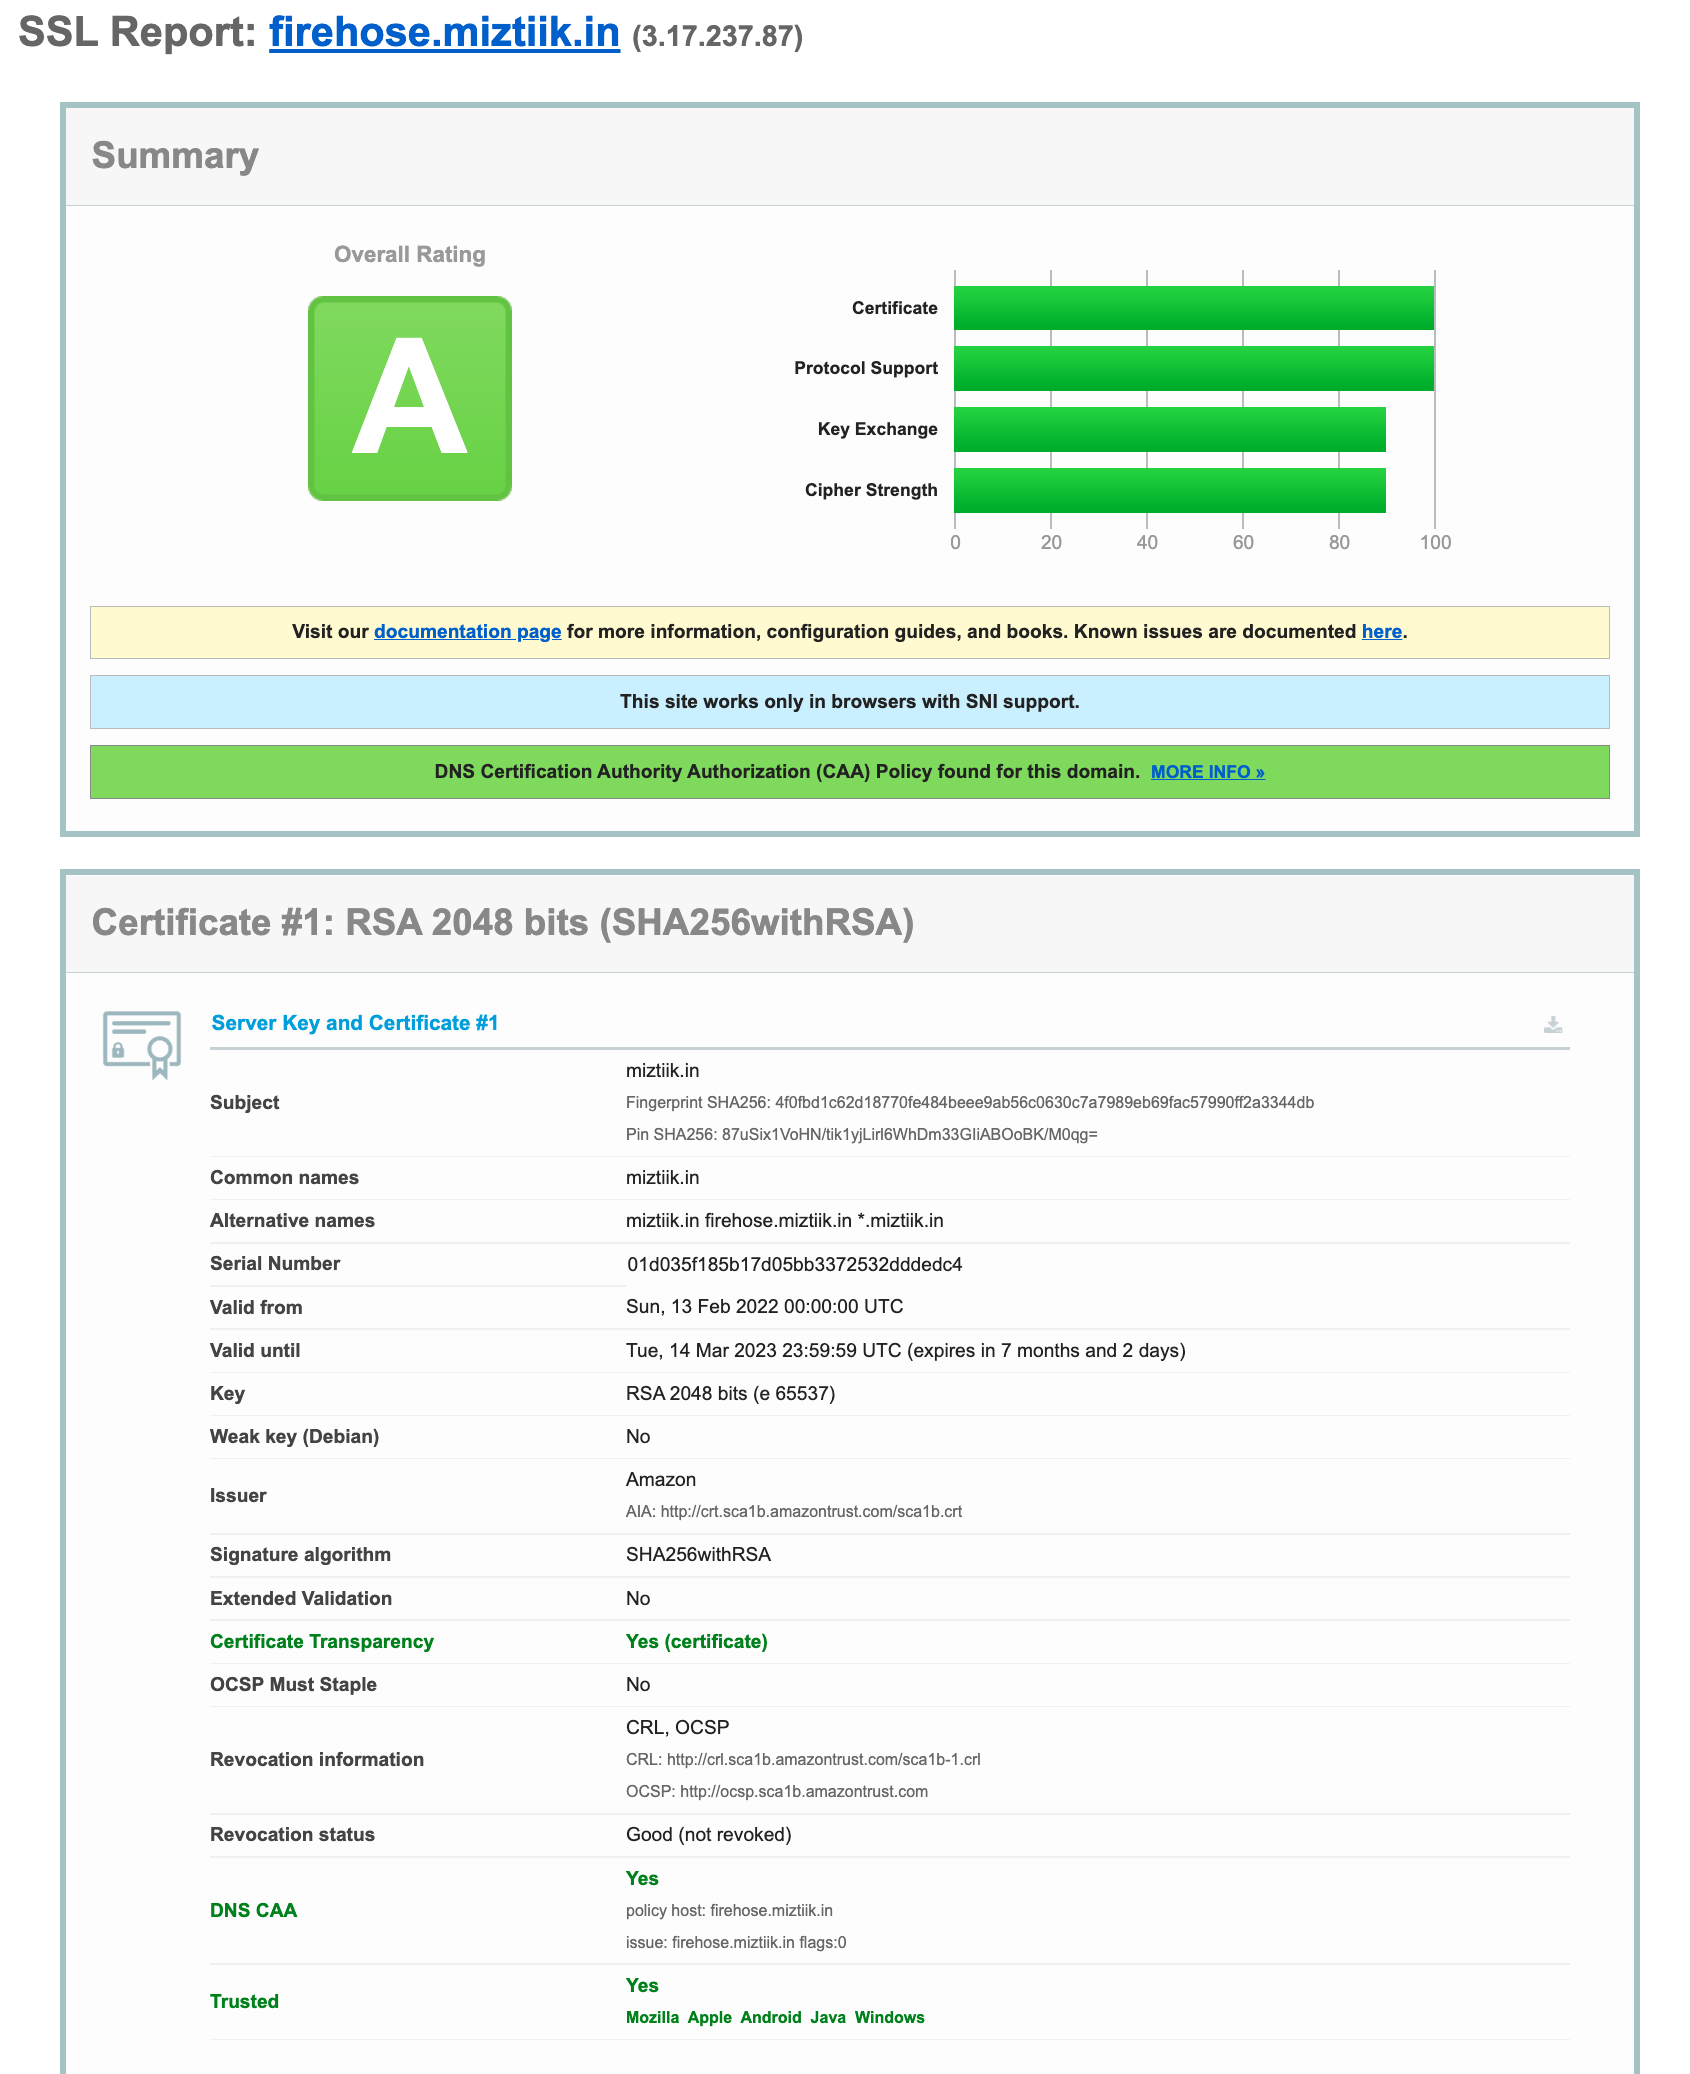 SSL Report: firehose.miztiik.in (3.17.237.87)
Summary
Overall Rating
A
Certificate
Protocol Support
Key Exchange
Cipher Strength
0 20 40 60 80 100
Visit our documentation page for more information, configuration guides, and books. Known issues are documented here.
This site works only in browsers with SNI support.
DNS Certification Authority Authorization (CAA) Policy found for this domain. MORE INFO »
Certificate #1: RSA 2048 bits (SHA256withRSA)
Server Key and Certificate #1
Subject
miztiik.in
Fingerprint SHA256: 4f0fbd1c62d18770fe484beee9ab56c0630c7a7989eb69fac57990ff2a3344db
Pin SHA256: 87uSix1VoHN/tik1yjLirl6WhDm33GIiABOoBK/M0qg=
Common names miztiik.in
Alternative names miztiik.in firehose.miztiik.in *.miztiik.in
Serial Number 01d035f185b17d05bb3372532dddedc4
Valid from Sun, 13 Feb 2022 00:00:00 UTC
Valid until Tue, 14 Mar 2023 23:59:59 UTC (expires in 7 months and 2 days)
Key RSA 2048 bits (e 65537)
Weak key (Debian) No
Issuer
Amazon
AIA: http://crt.sca1b.amazontrust.com/sca1b.crt
Signature algorithm SHA256withRSA
Extended Validation No
Certificate Transparency Yes (certificate)
OCSP Must Staple No
Revocation information
CRL, OCSP
CRL: http://crl.sca1b.amazontrust.com/sca1b-1.crl
OCSP: http://ocsp.sca1b.amazontrust.com
Revocation status Good (not revoked)
DNS CAA
Yes
policy host: firehose.miztiik.in
issue: firehose.miztiik.in flags:0
Trusted
Yes
Mozilla Apple Android Java Windows